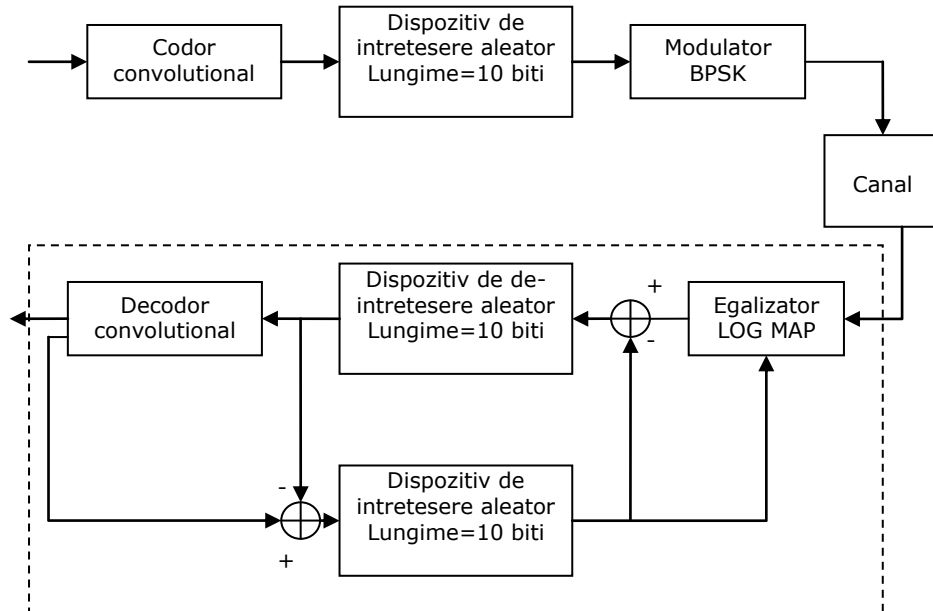 Codor
convolutional
Dispozitiv de
intretesere aleator
Lungime=10 biti
Modulator
BPSK
Canal
Decodor
convolutional
Dispozitiv de de-
intretesere aleator
Lungime=10 biti
+
-
Egalizator
LOG MAP
-
+
Dispozitiv de
intretesere aleator
Lungime=10 biti